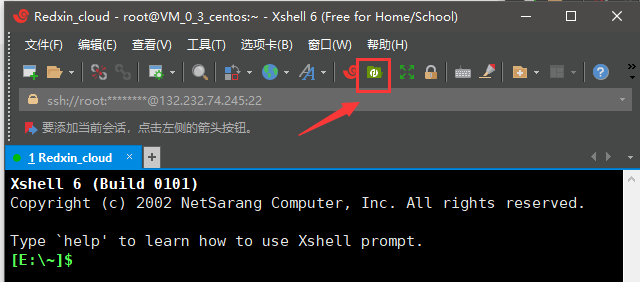 Redxin_cloud - root@VM_0_3_centos:~ - Xshell 6 (Free for Home/School)
文件(F) 编辑(E) 查看(V) 工具(T) 选项卡(B) 窗口(W) 帮助(H)
ssh://root:********@132.232.74.245:22
要添加当前会话，点击左侧的箭头按钮。
1 Redxin_cloud
Xshell 6 (Build 0101)
Copyright (c) 2002 NetSarang Computer, Inc. All rights reserved.
Type `help' to learn how to use Xshell prompt.
[E:\~]$